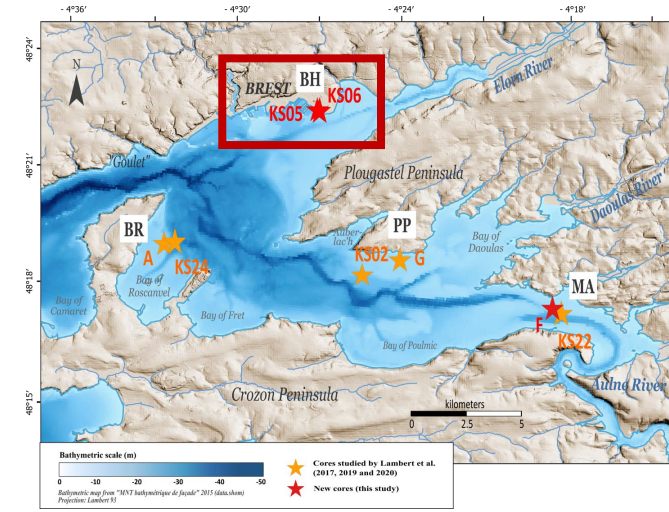 - 4°36'
- 4°30'
- 4°24'
- 4°18'
48°24'
N
BREST
BH
KS06
KS05
Elorn River
48°21'
"Goulet"
Plougastel Peninsula
Daoulas River
BR
Auber-
lac'h
PP
Bay of
Daoulas
A
KS24
KS02
G
48°18'
Bay of
Roscanvel
MA
Bay of
Camaret
Bay of Fret
F
KS22
Bay of Poulmic
Aulne River
48°15'
Crozon Peninsula
kilometers
0 2.5 5
Bathymetric scale (m)
0 -10 -20 -30 -40 -50
Bathymetric map from "MNT bathymétrique de façade" 2015 (data.shom)
Projection: Lambert 93
Cores studied by Lambert et al.
(2017, 2019 and 2020)
New cores (this study)